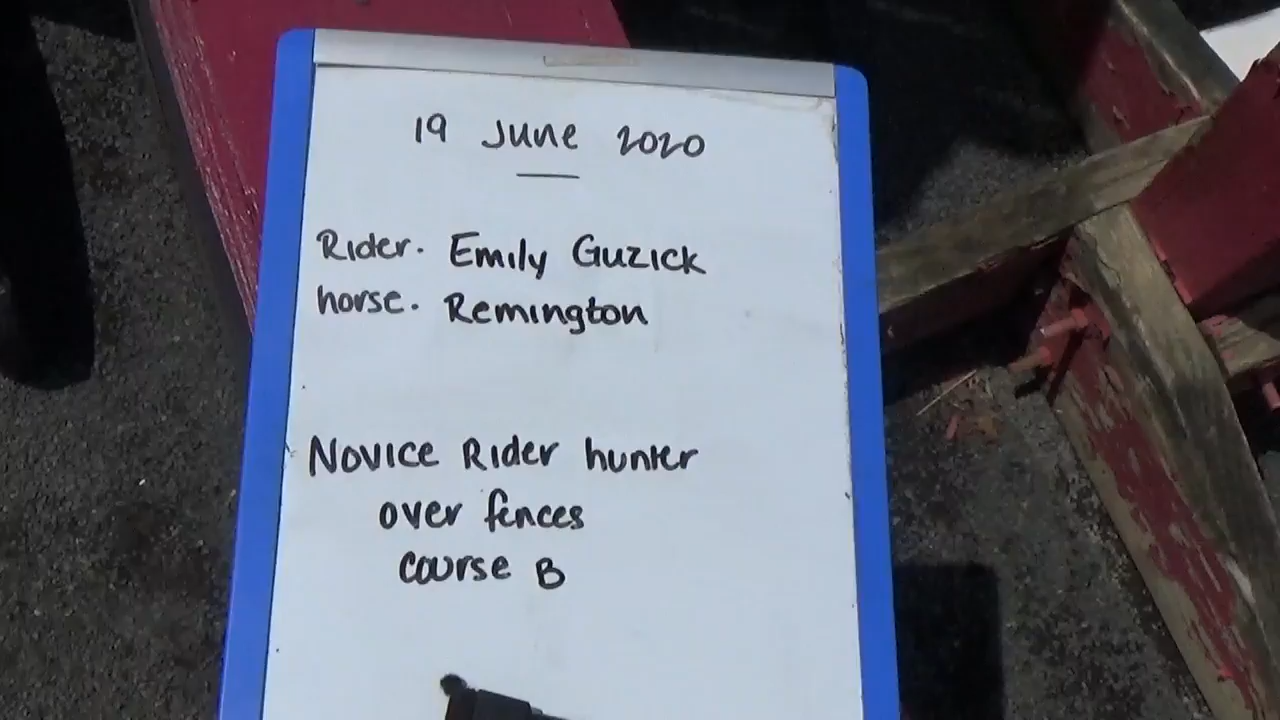 19 June 2020
Rider. Emily Guzick
horse. Remington
Novice Rider hunter
over fences
course B